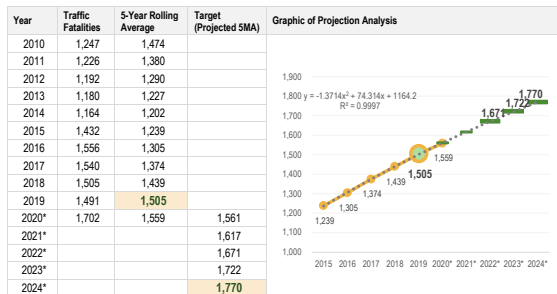 Year Traffic Fatalities 5-Year Rolling Average Target (Projected 5MA) Graphic of Projection Analysis
2010 1,247 1,474
2011 1,226 1,380
2012 1,192 1,290
2013 1,180 1,227
2014 1,164 1,202
2015 1,432 1,239
2016 1,556 1,305
2017 1,540 1,374
2018 1,505 1,439
2019 1,491 1,505
2020* 1,702 1,559 1,561
2021* 1,617
2022* 1,671
2023* 1,722
2024* 1,770
1,900
1,800
1,700
1,600
1,500
1,400
1,300
1,200
1,100
1,000
y = -1.3714x² + 74.314x + 1164.2
R² = 0.9997
1,239
1,305
1,374
1,439
1,505
1,559
1,671
1,722
1,770
2015 2016 2017 2018 2019 2020* 2021* 2022* 2023* 2024*